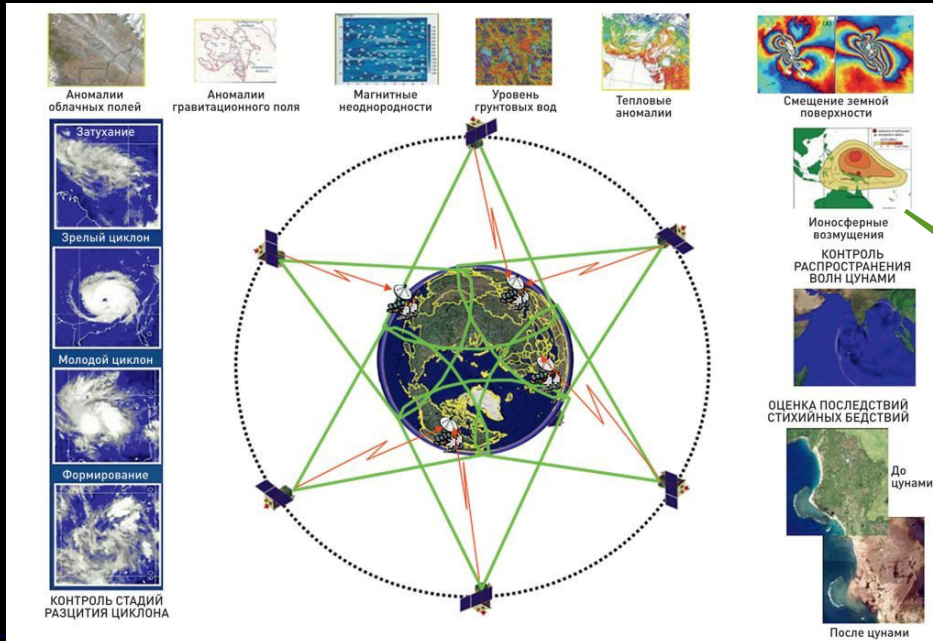 Аномалии
облачных полей
Аномалии
гравитационного поля
Магнитные
неоднородности
Уровень
грунтовых вод
Тепловые
аномалии
Смещение земной
поверхности
Затухание
Зрелый циклон
Молодой циклон
Формирование
КОНТРОЛЬ СТАДИЙ
РАЗЦИТИЯ ЦИКЛОНА
Ионосферные
возмущения
КОНТРОЛЬ
РАСПРОСТРАНЕНИЯ
ВОЛН ЦУНАМИ
ОЦЕНКА ПОСЛЕДСТВИЙ
СТИХИЙНЫХ БЕДСТВИЙ
До
цунами
После цунами